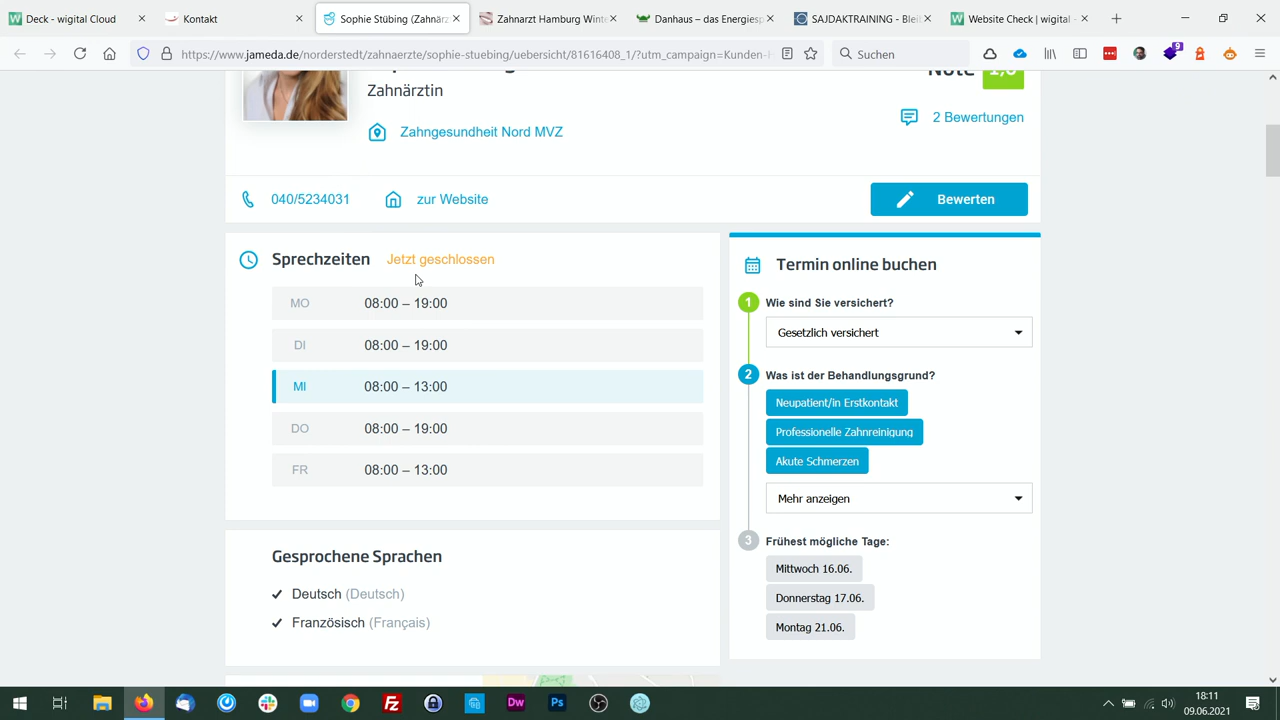 Deck - wigital Cloud
Kontakt
Sophie Stübing (Zahnärz
Zahnarzt Hamburg Winte
Danhaus – das Energiesp
SAJDAKTRAINING - Blei
Website Check | wigital -
https://www.jameda.de/norderstedt/zahnaerzte/sophie-stuebing/uebersicht/81616408_1/?utm_campaign=Kunden-H
Suchen
9
Zahnärztin
Note
Zahngesundheit Nord MVZ
2 Bewertungen
040/5234031
zur Website
Bewerten
Sprechzeiten
Jetzt geschlossen
MO 08:00 – 19:00
DI 08:00 – 19:00
MI 08:00 – 13:00
DO 08:00 – 19:00
FR 08:00 – 13:00
Gesprochene Sprachen
Deutsch (Deutsch)
Französisch (Français)
Termin online buchen
1 Wie sind Sie versichert?
Gesetzlich versichert
2 Was ist der Behandlungsgrund?
Neupatient/in Erstkontakt
Professionelle Zahnreinigung
Akute Schmerzen
Mehr anzeigen
3 Frühest mögliche Tage:
Mittwoch 16.06.
Donnerstag 17.06.
Montag 21.06.
Dw
Ps
18:11
09.06.2021